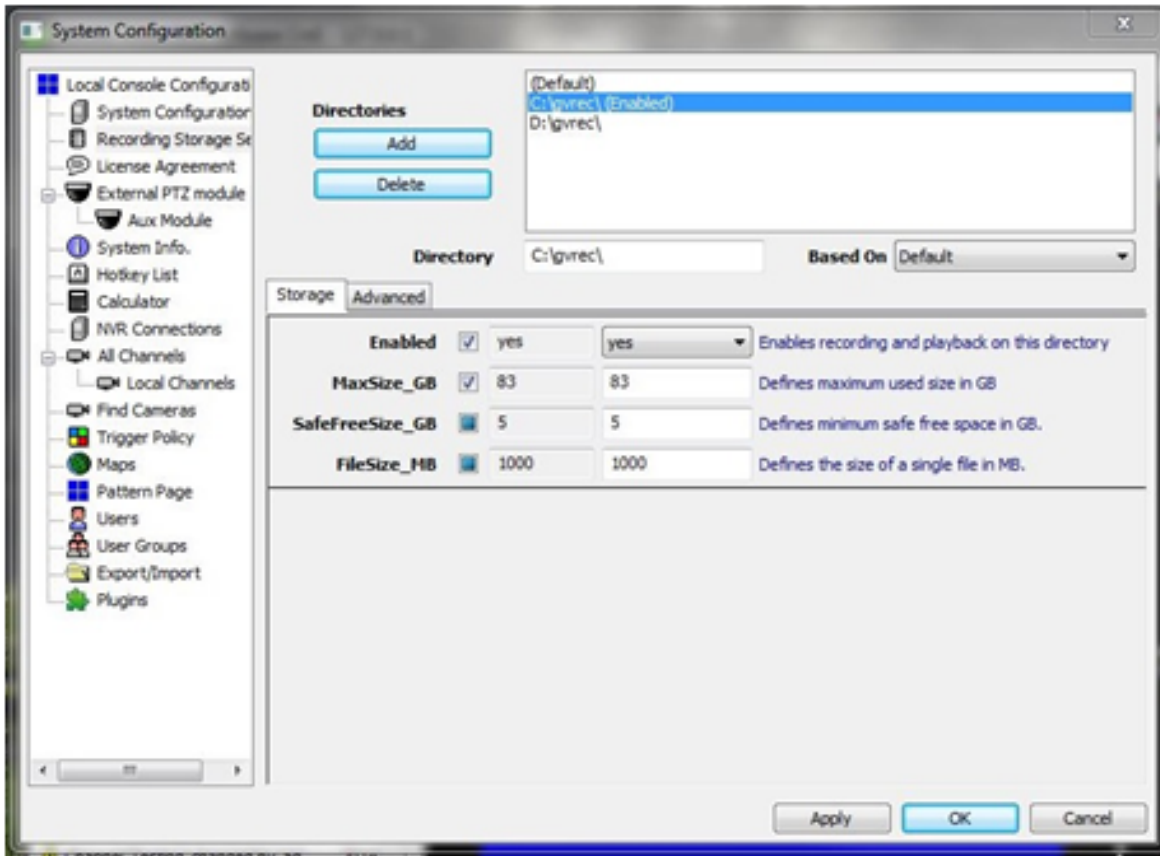 System Configuration
Local Console Configurati
System Configuration
Recording Storage Se
License Agreement
External PTZ module
Aux Module
System Info.
Hotkey List
Calculator
NVR Connections
All Channels
Local Channels
Find Cameras
Trigger Policy
Maps
Pattern Page
Users
User Groups
Export/Import
Plugins
Directories
Add
Delete
(Default)
C:\gvrec\ (Enabled)
D:\gvrec\
Directory C:\gvrec\ Based On Default
Storage Advanced
Enabled yes yes Enables recording and playback on this directory
MaxSize_GB 83 83 Defines maximum used size in GB
SafeFreeSize_GB 5 5 Defines minimum safe free space in GB.
FileSize_MB 1000 1000 Defines the size of a single file in MB.
Apply OK Cancel